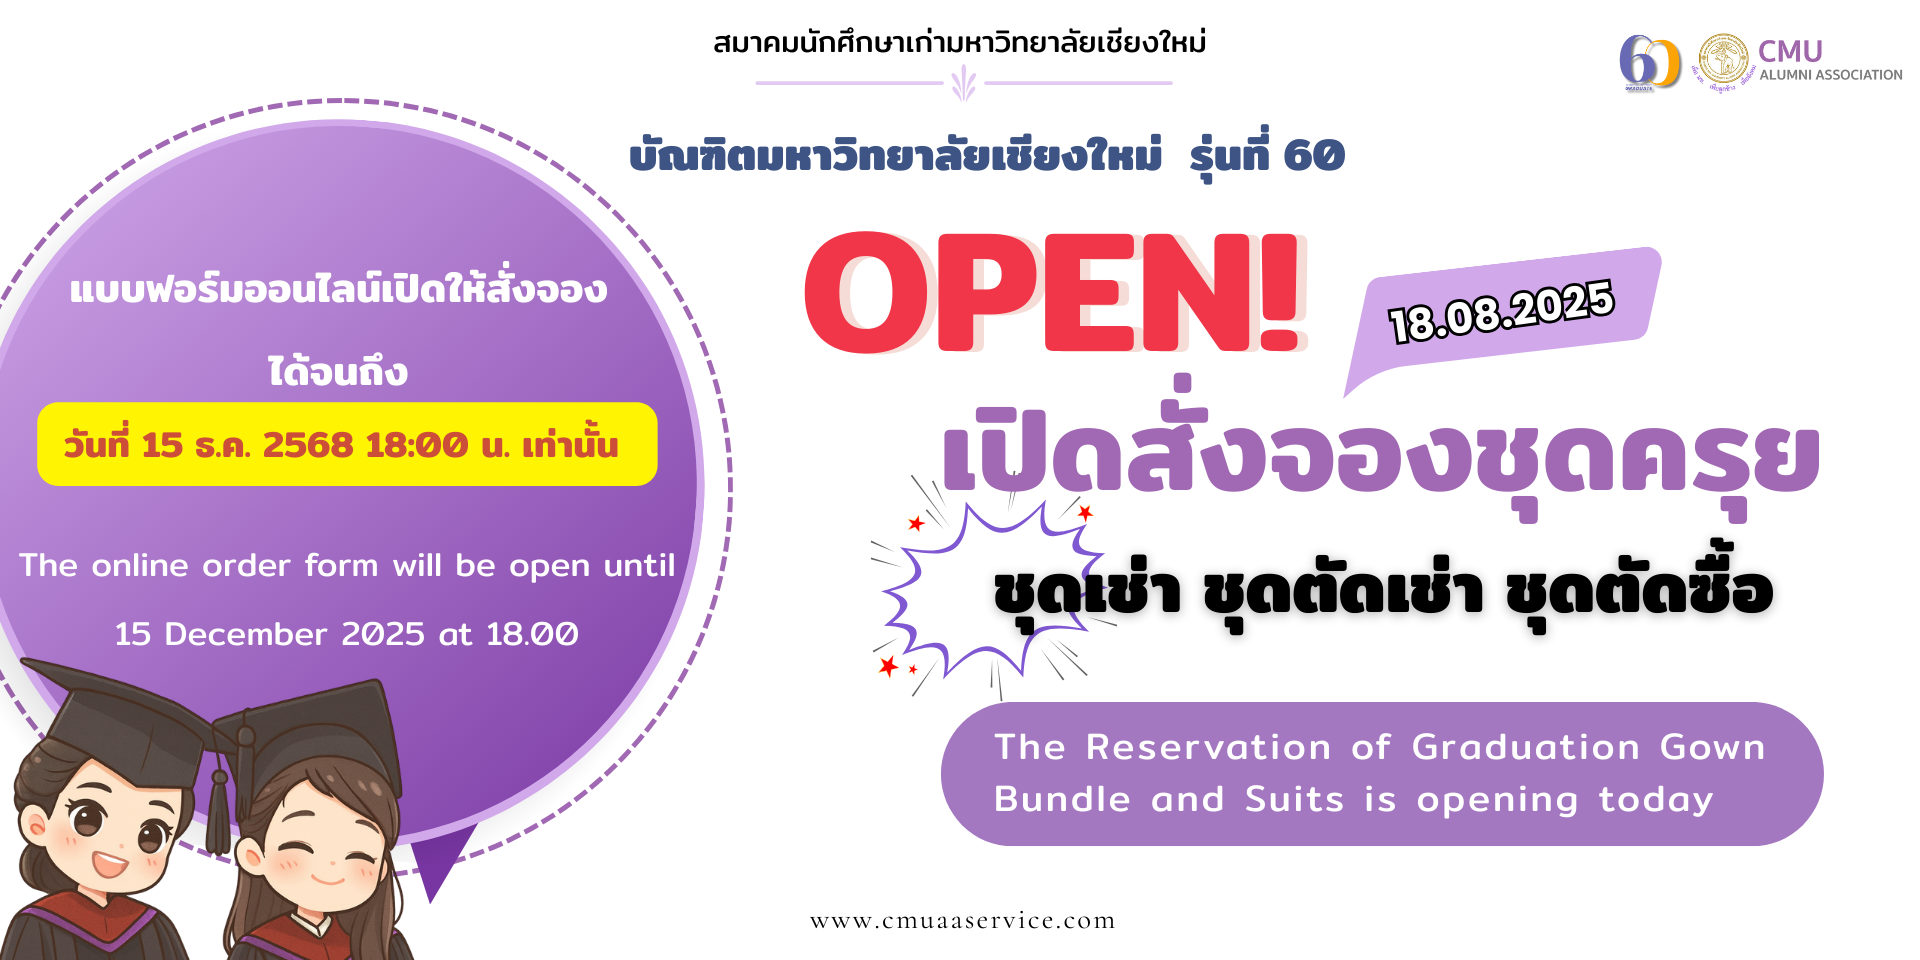 สมาคมนักศึกษาเก่ามหาวิทยาลัยเชียงใหม่
CMU
ALUMNI ASSOCIATION
บัณฑิตมหาวิทยาลัยเชียงใหม่ รุ่นที่ 60
OPEN!
18.08.2025
เปิดสั่งจองชุดครุย
ชุดเช่า ชุดตัดเช่า ชุดตัดซื้อ
The Reservation of Graduation Gown
Bundle and Suits is opening today
แบบฟอร์มออนไลน์เปิดให้สั่งจอง
ได้จนถึง
วันที่ 15 ธ.ค. 2568 18:00 น. เท่านั้น
The online order form will be open until
15 December 2025 at 18.00
www.cmuaaservice.com